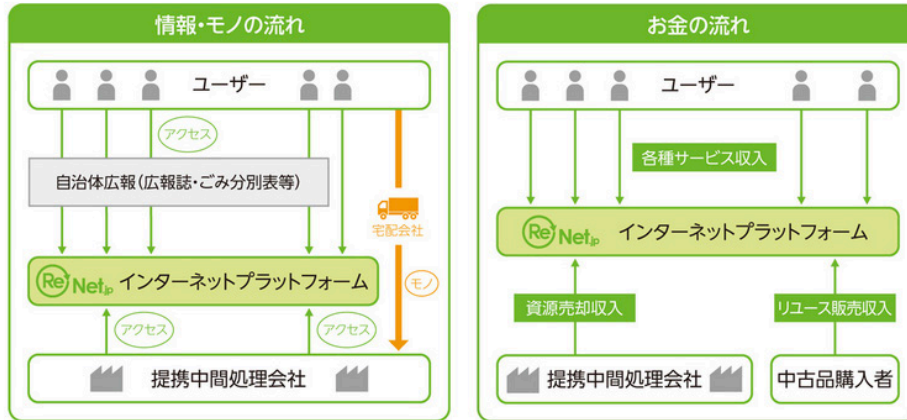 情報・モノの流れ
ユーザー
アクセス
自治体広報(広報誌・ごみ分別表等)
宅配会社
ReNet.jp インターネットプラットフォーム
モノ
アクセス
アクセス
提携中間処理会社
お金の流れ
ユーザー
各種サービス収入
ReNet.jp インターネットプラットフォーム
資源売却収入
リユース販売収入
提携中間処理会社
中古品購入者